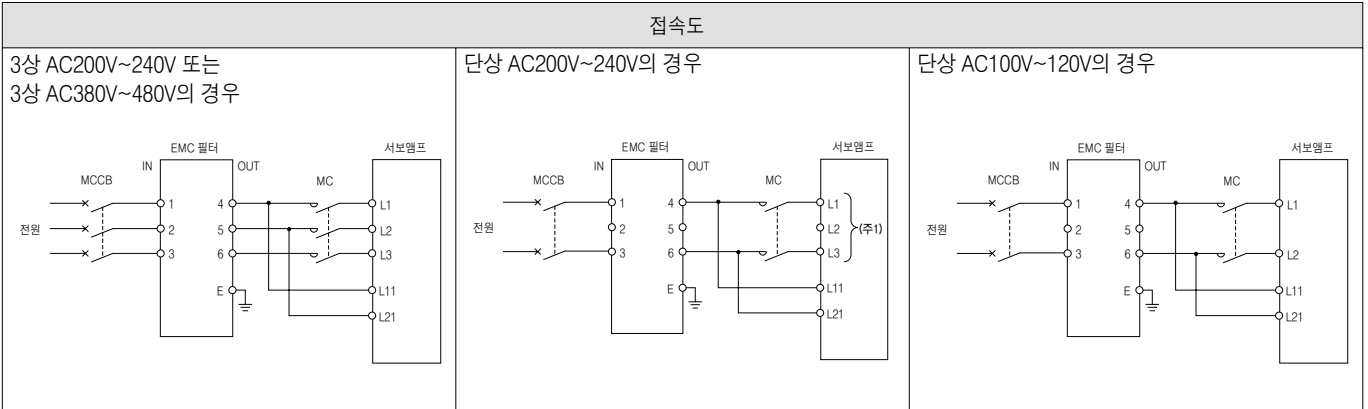 접속도
3상 AC200V~240V 또는
3상 AC380V~480V의 경우
EMC 필터
서보앰프
IN
OUT
MCCB
MC
1
4
L1
전원
2
5
L2
3
6
L3
E
L11
L21
단상 AC200V~240V의 경우
EMC 필터
서보앰프
IN
OUT
MCCB
MC
1
4
L1
전원
2
5
L2
(주1)
3
6
L3
E
L11
L21
단상 AC100V~120V의 경우
EMC 필터
서보앰프
IN
OUT
MCCB
MC
1
4
L1
전원
2
5
3
6
L2
E
L11
L21